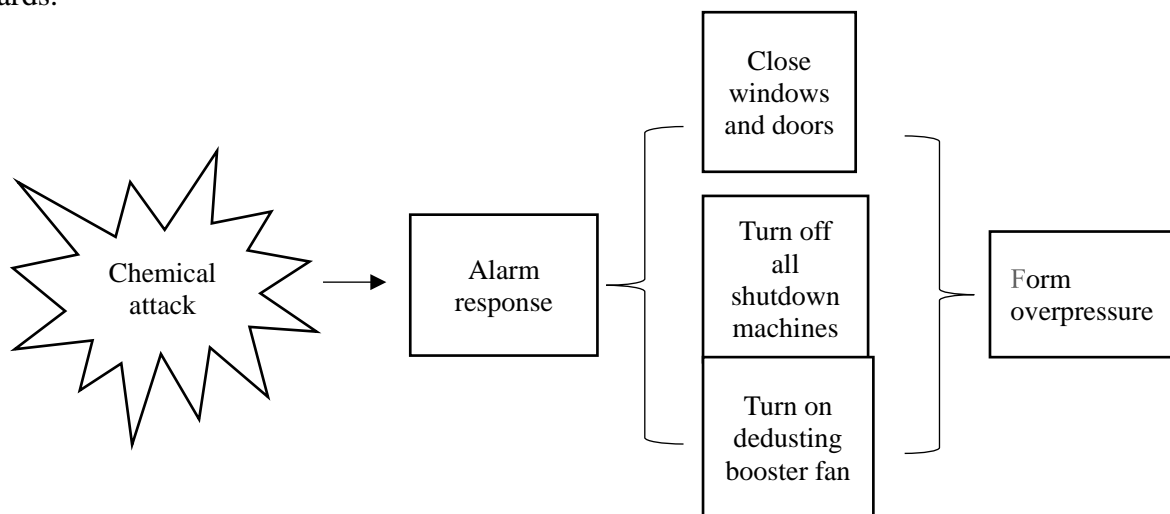 Chemical
attack
Alarm
response
Close
windows
and doors
Turn off
all
shutdown
machines
Turn on
dedusting
booster fan
Form
overpressure